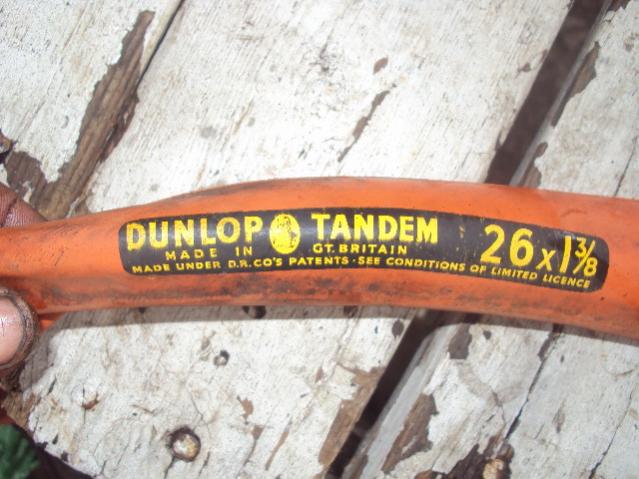 DUNLOP TANDEM 26 x 1 3/8
MADE IN GT. BRITAIN
MADE UNDER D.R.CO'S PATENTS · SEE CONDITIONS OF LIMITED LICENCE